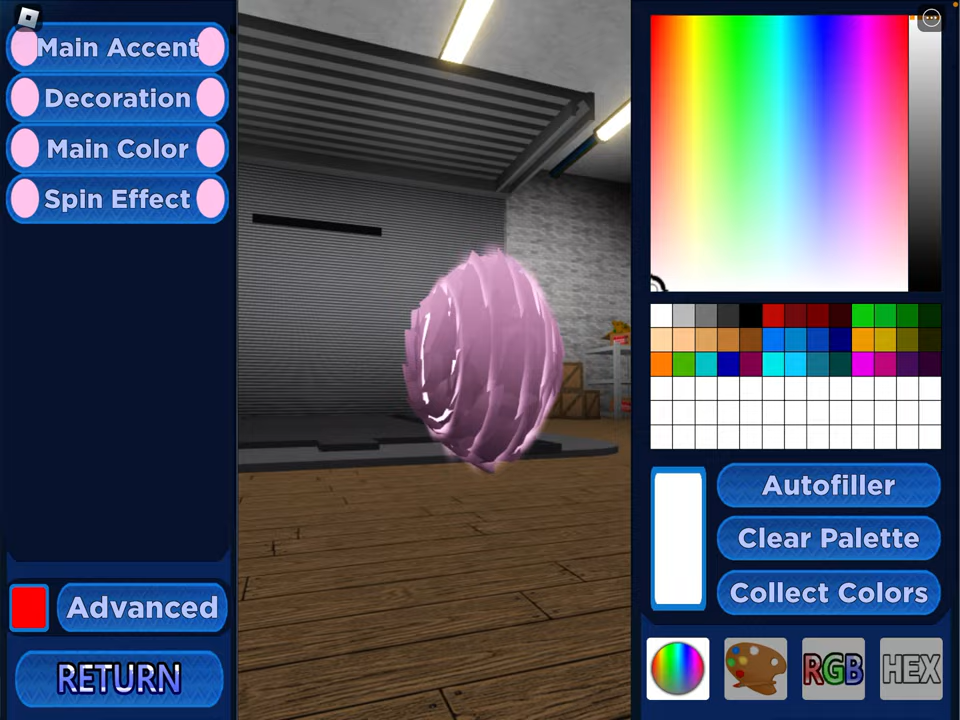 Main Accent
Decoration
Main Color
Spin Effect
Advanced
RETURN
Autofiller
Clear Palette
Collect Colors
RGB
HEX